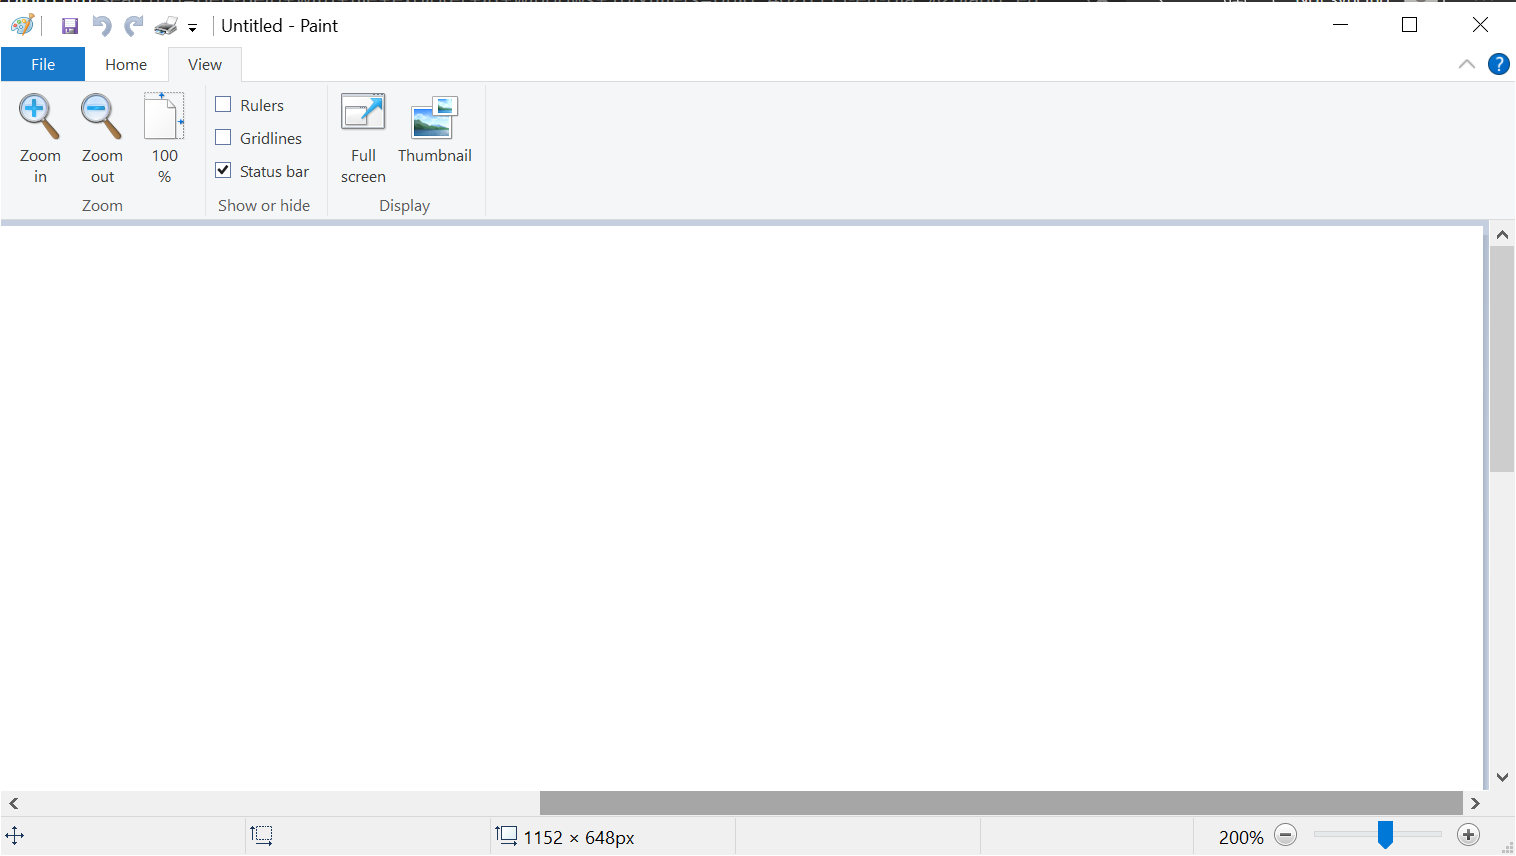 Untitled - Paint
File Home View
Rulers
Gridlines
Status bar
Zoom in
Zoom out
100 %
Full screen
Thumbnail
Zoom
Show or hide
Display
1152 × 648px
200%